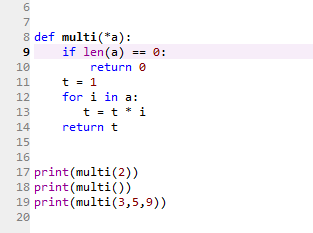 6
7
8 def multi(*a):
9     if len(a) == 0:
10         return 0
11     t = 1
12     for i in a:
13        t = t * i
14     return t
15
16
17 print(multi(2))
18 print(multi())
19 print(multi(3,5,9))
20